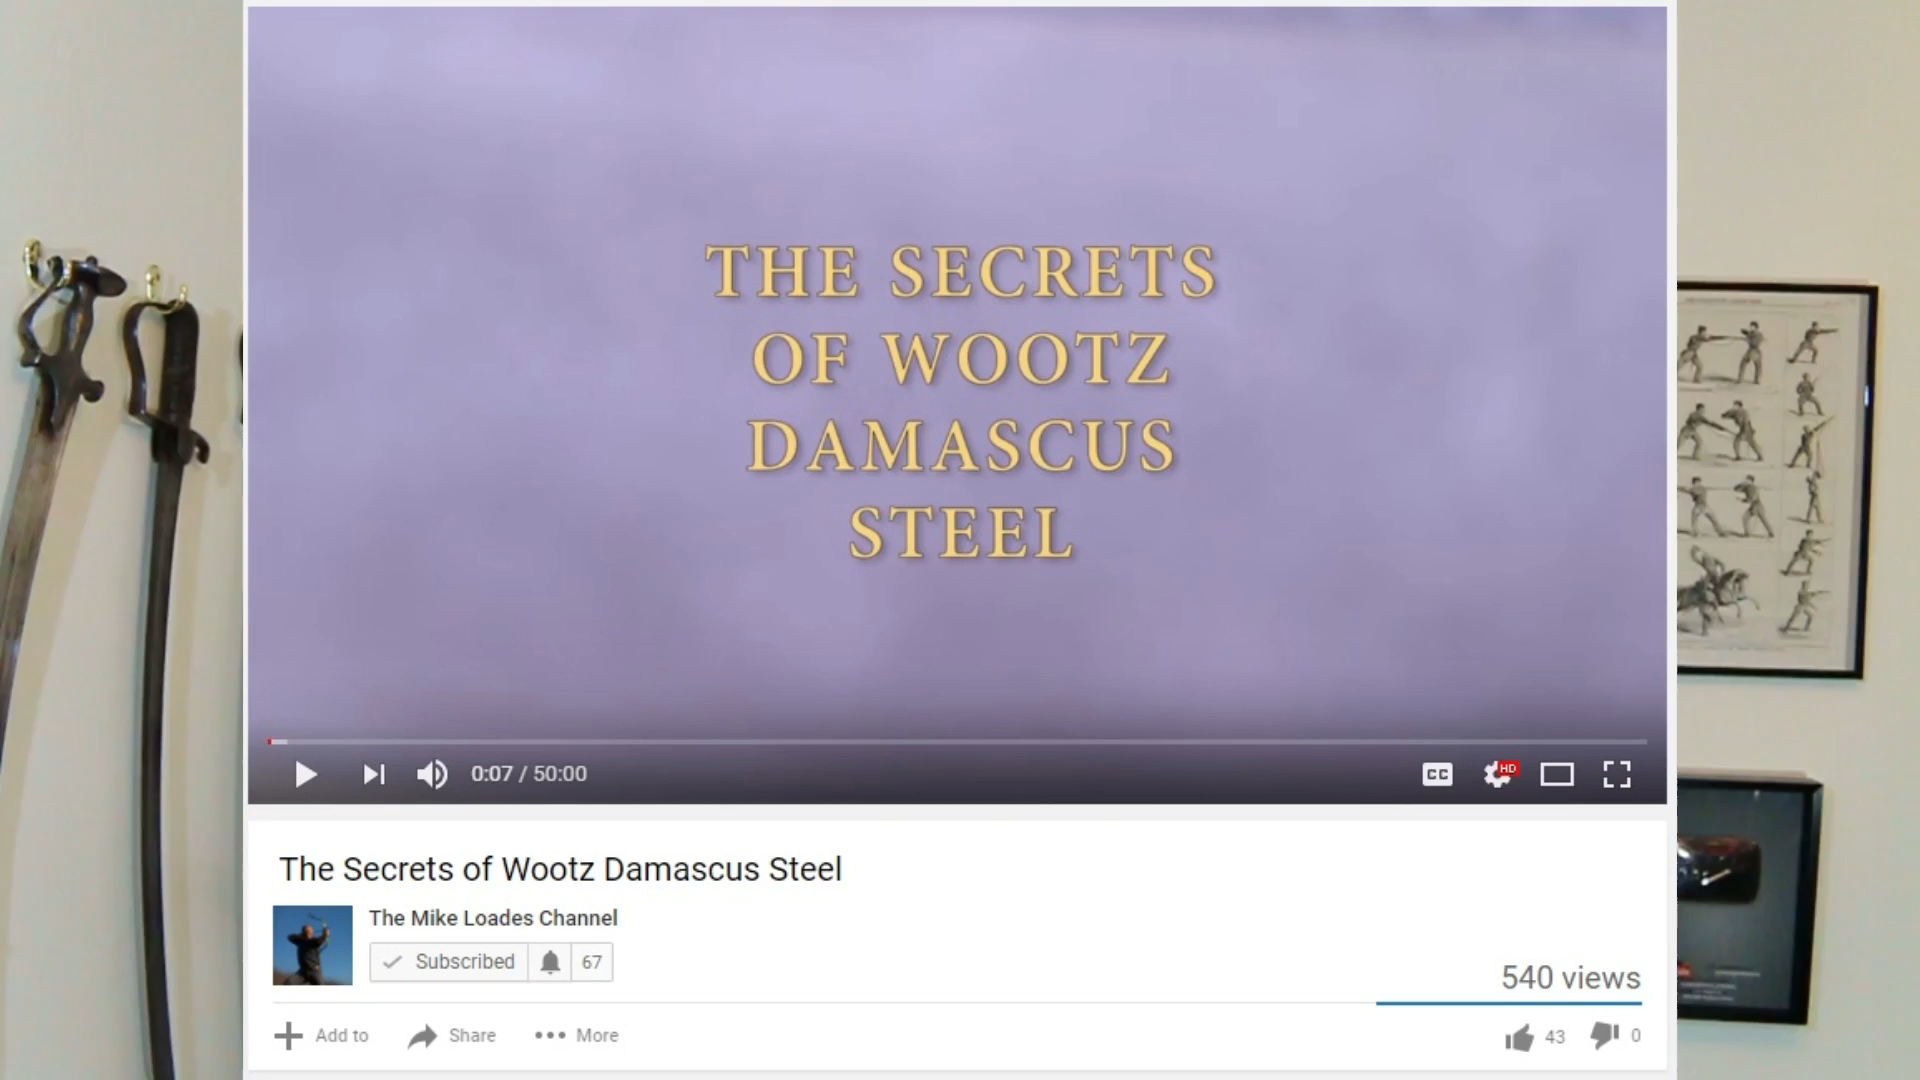 THE SECRETS
OF WOOTZ
DAMASCUS
STEEL
0:07 / 50:00
CC
HD
The Secrets of Wootz Damascus Steel
The Mike Loades Channel
Subscribed
67
540 views
Add to
Share
More
43
0